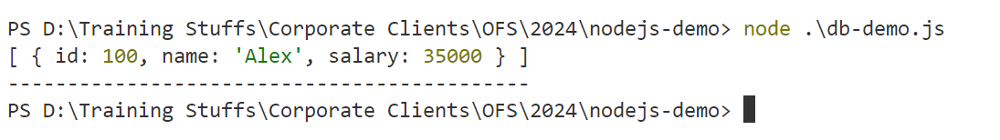 PS D:\Training Stuffs\Corporate Clients\OFS\2024\nodejs-demo> node .\db-demo.js
[ { id: 100, name: 'Alex', salary: 35000 } ]
--------------------------------------------
PS D:\Training Stuffs\Corporate Clients\OFS\2024\nodejs-demo>